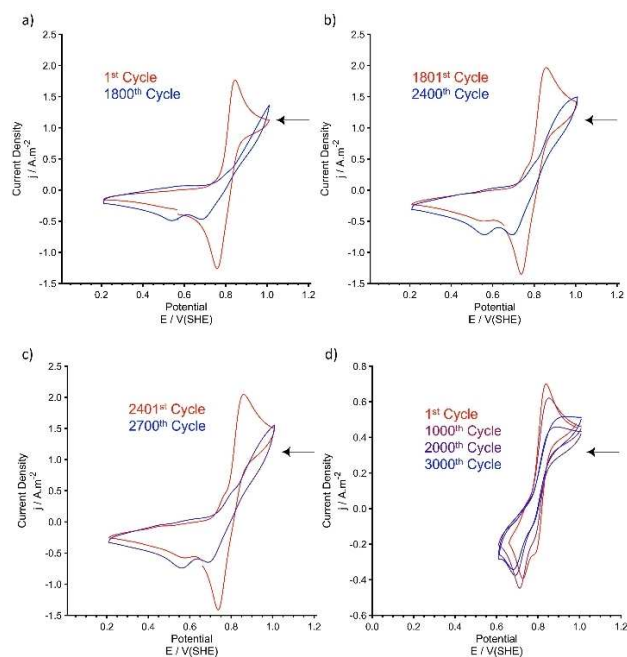 a)
1st Cycle
1800th Cycle
Current Density
j / A.m-2
2.5
2.0
1.5
1.0
0.5
0.0
-0.5
-1.0
-1.5
0.2 0.4 0.6 0.8 1.0 1.2
Potential
E / V(SHE)
b)
1801st Cycle
2400th Cycle
Current Density
j / A.m-2
2.5
2.0
1.5
1.0
0.5
0.0
-0.5
-1.0
-1.5
0.2 0.4 0.6 0.8 1.0 1.2
Potential
E / V(SHE)
c)
2401st Cycle
2700th Cycle
Current Density
j / A.m-2
2.5
2.0
1.5
1.0
0.5
0.0
-0.5
-1.0
-1.5
0.2 0.4 0.6 0.8 1.0 1.2
Potential
E / V(SHE)
d)
1st Cycle
1000th Cycle
2000th Cycle
3000th Cycle
Current Density
j / A.m-2
0.8
0.6
0.4
0.2
0.0
-0.2
-0.4
-0.6
0.0 0.2 0.4 0.6 0.8 1.0 1.2
Potential
E / V(SHE)